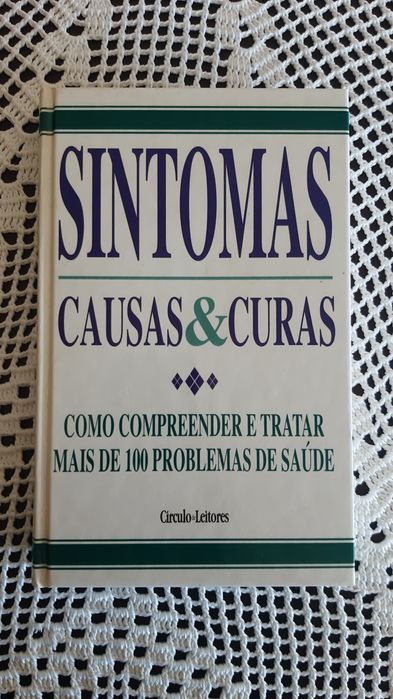 SINTOMAS
CAUSAS&CURAS
COMO COMPREENDER E TRATAR
MAIS DE 100 PROBLEMAS DE SAÚDE
Círculo de Leitores